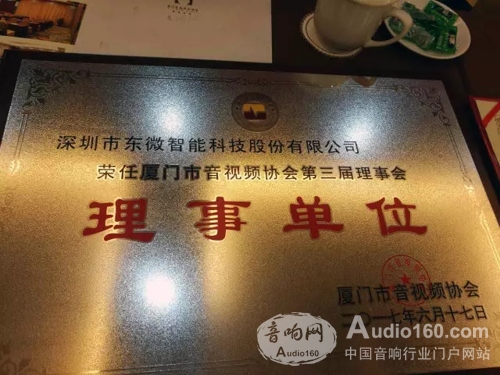 深圳市东微智能科技股份有限公司
荣任厦门市音视频协会第三届理事会
理事单位
厦门市音视频协会
二〇一七年六月十七日
音响网
Audio160
Audio160.com
中国音响行业门户网站